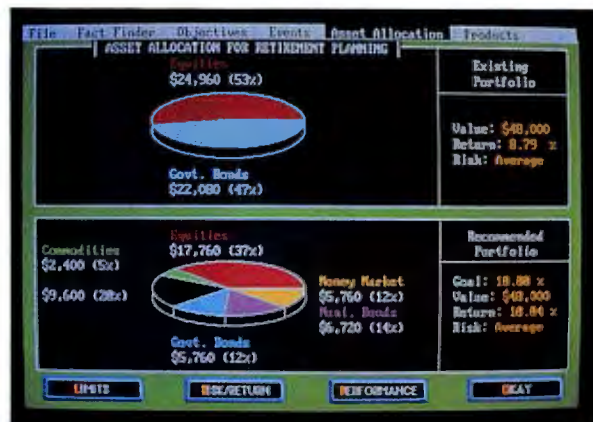 File Fact Finder Objectives Events Asset Allocation Products
ASSET ALLOCATION FOR RETIREMENT PLANNING
Equities
$24,960 (53%)
Govt. Bonds
$22,080 (47%)
Existing
Portfolio
Value: $48,000
Return: 8.79 %
Risk: Average
Equities
$17,760 (37%)
Commodities
$2,400 (5%)
$9,600 (20%)
Money Market
$5,760 (12%)
Muni. Bonds
$6,720 (14%)
Govt. Bonds
$5,760 (12%)
Recommended
Portfolio
Goal: 10.00 %
Value: $48,000
Return: 10.04 %
Risk: Average
LIMITS RISK/RETURN PERFORMANCE OKAY